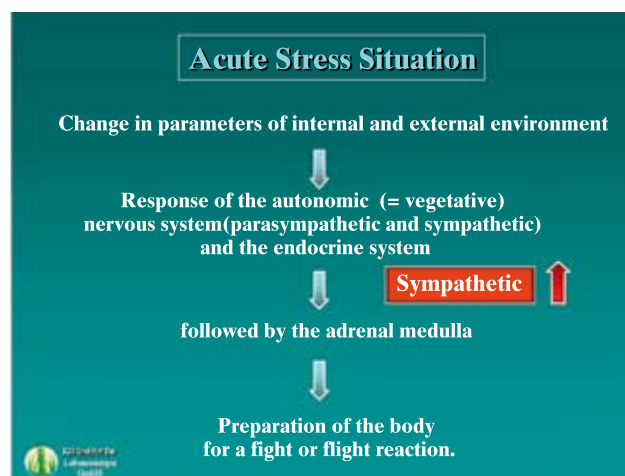 Acute Stress Situation
Change in parameters of internal and external environment
Response of the autonomic (= vegetative)
nervous system(parasympathetic and sympathetic)
and the endocrine system
Sympathetic
followed by the adrenal medulla
Preparation of the body
for a fight or flight reaction.
GmbH